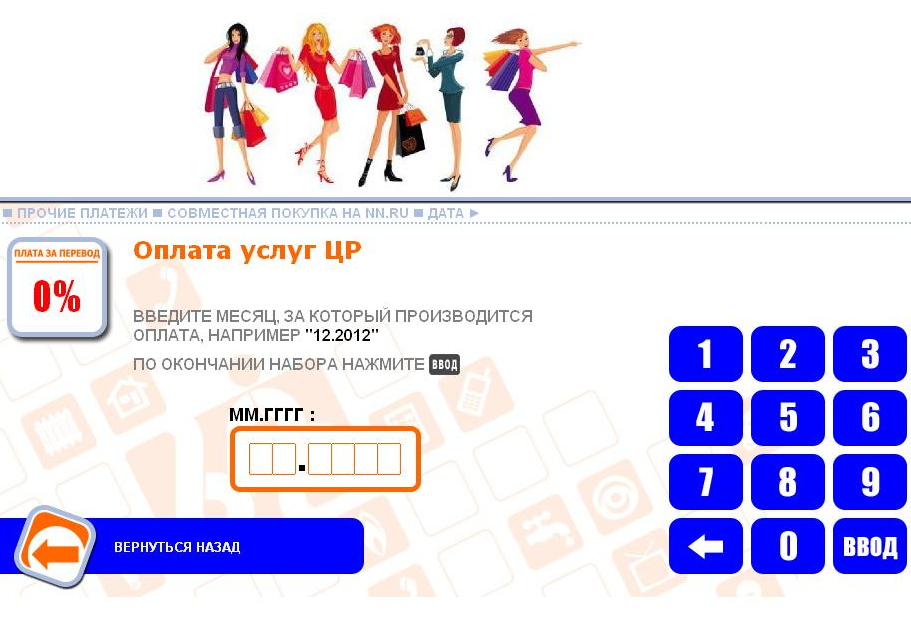 ПРОЧИЕ ПЛАТЕЖИ СОВМЕСТНАЯ ПОКУПКА НА NN.RU ДАТА
ПЛАТА ЗА ПЕРЕВОД
0%
Оплата услуг ЦР
ВВЕДИТЕ МЕСЯЦ, ЗА КОТОРЫЙ ПРОИЗВОДИТСЯ
ОПЛАТА, НАПРИМЕР "12.2012"
ПО ОКОНЧАНИИ НАБОРА НАЖМИТЕ ВВОД
ММ.ГГГГ :
.
1 2 3
4 5 6
7 8 9
0 ВВОД
ВЕРНУТЬСЯ НАЗАД